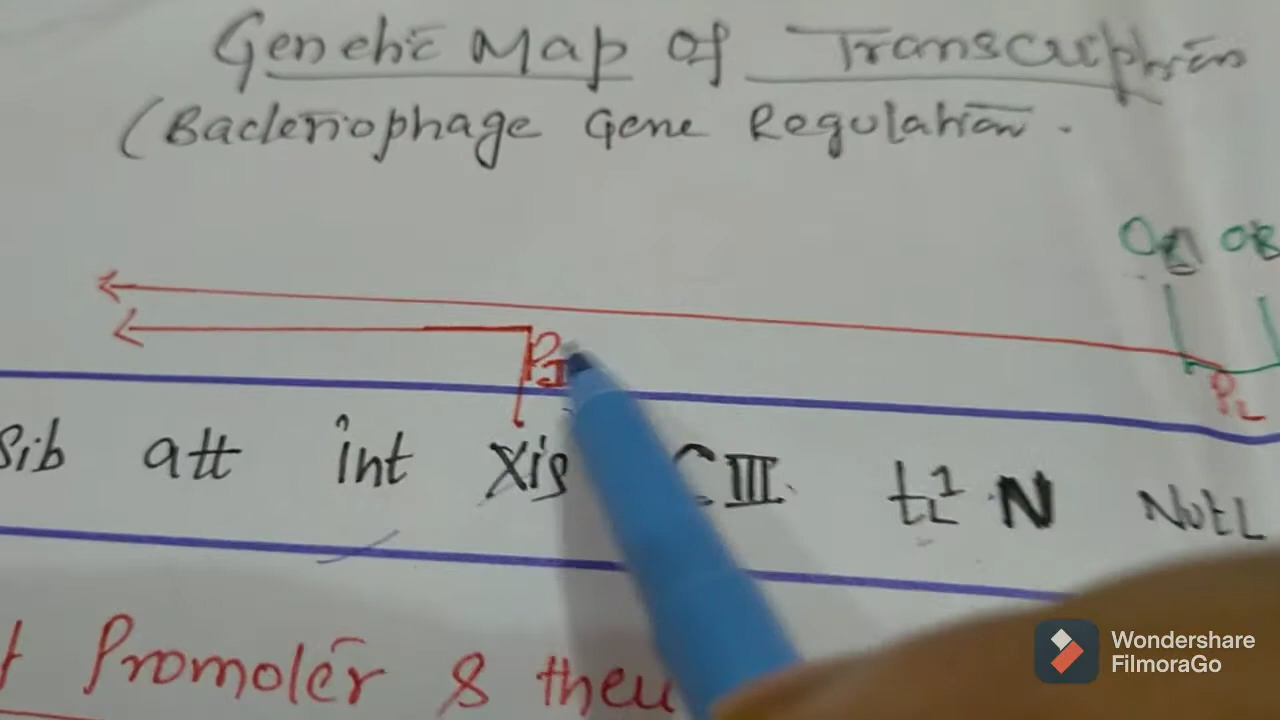 Genetic Map of Transcription
(Bacteriophage Gene Regulation.
OL OR
PI
PL
Sib att int Xis CIII tL1 N NutL
Promoter & their
Wondershare
FilmoraGo